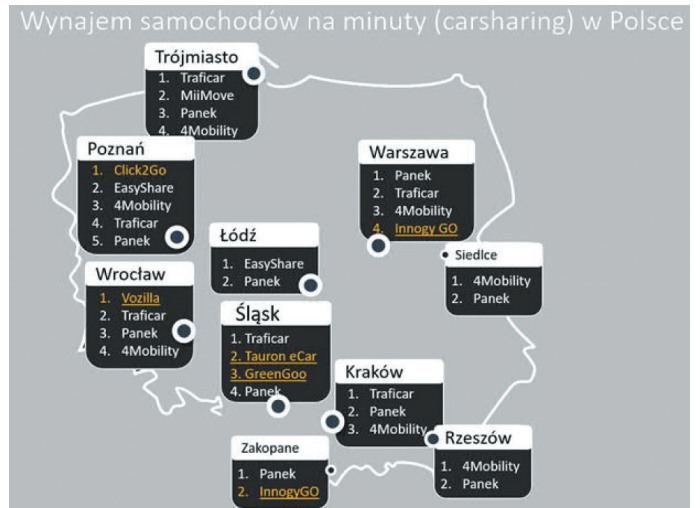 Wynajem samochodów na minuty (carsharing) w Polsce
Trójmiasto
1. Traficar
2. MiiMove
3. Panek
4. 4Mobility
Poznań
1. Click2Go
2. EasyShare
3. 4Mobility
4. Traficar
5. Panek
Warszawa
1. Panek
2. Traficar
3. 4Mobility
4. Innogy GO
Łódź
1. EasyShare
2. Panek
Siedlce
1. 4Mobility
2. Panek
Wrocław
1. Vozilla
2. Traficar
3. Panek
4. 4Mobility
Śląsk
1. Traficar
2. Tauron eCar
3. GreenGoo
4. Panek
Kraków
1. Traficar
2. Panek
3. 4Mobility
Rzeszów
1. 4Mobility
2. Panek
Zakopane
1. Panek
2. InnogyGO